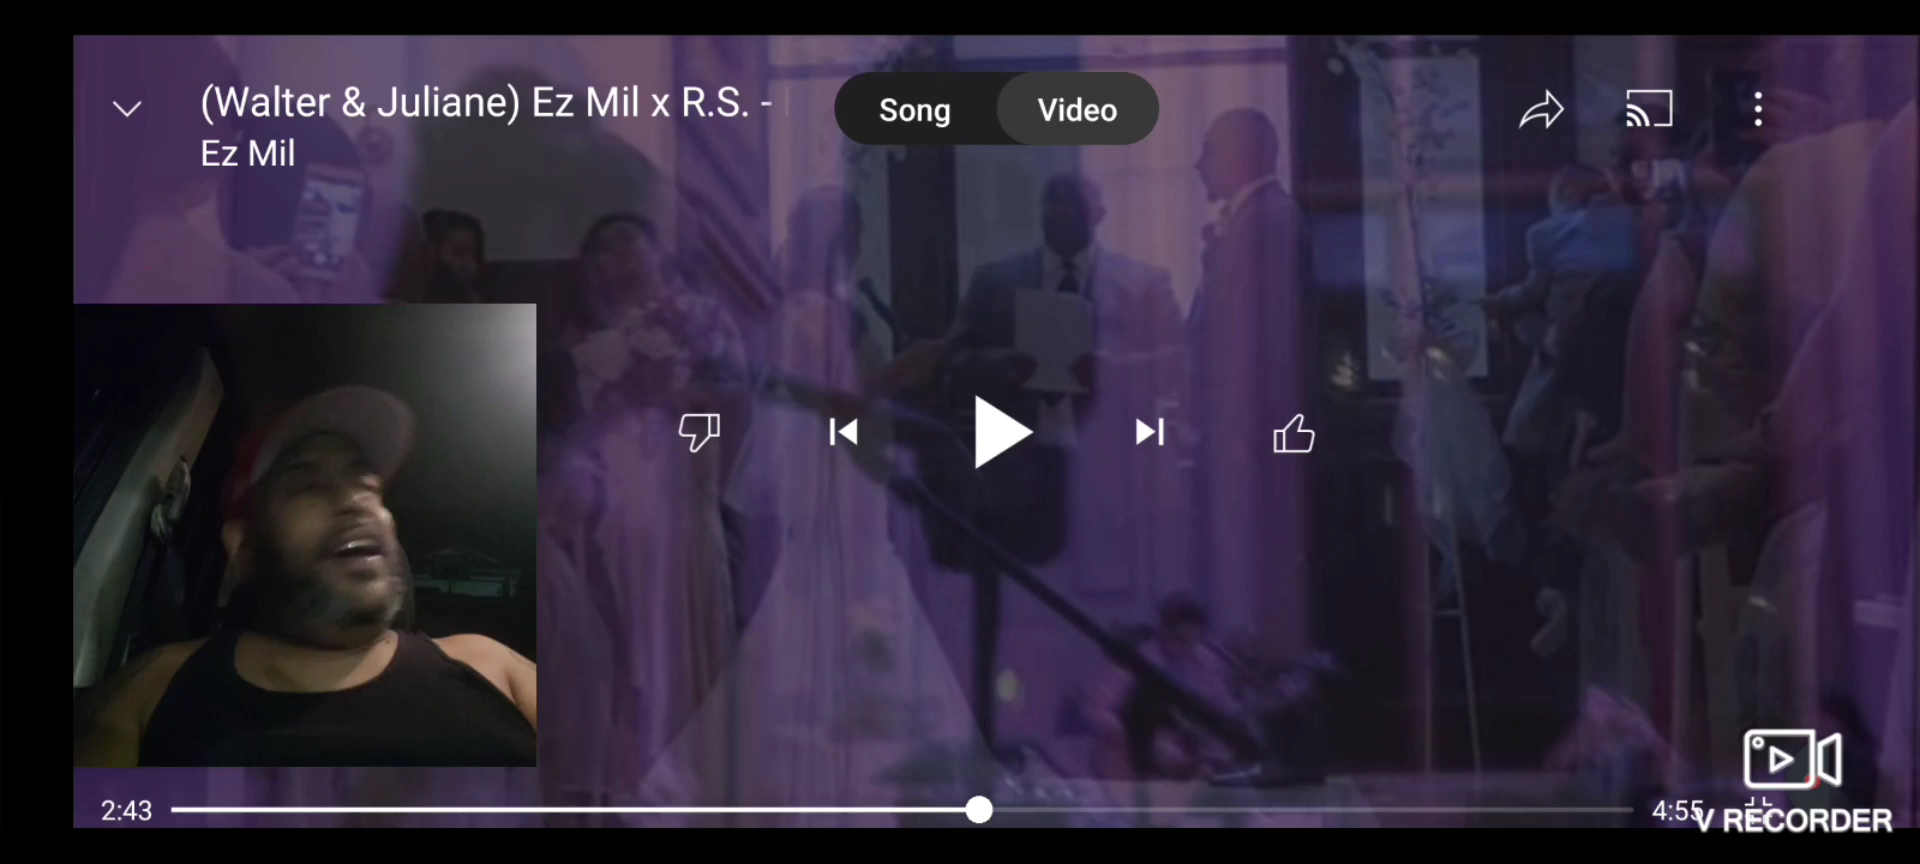 (Walter & Juliane) Ez Mil x R.S. -
Ez Mil
Song
Video
2:43
4:55
V RECORDER